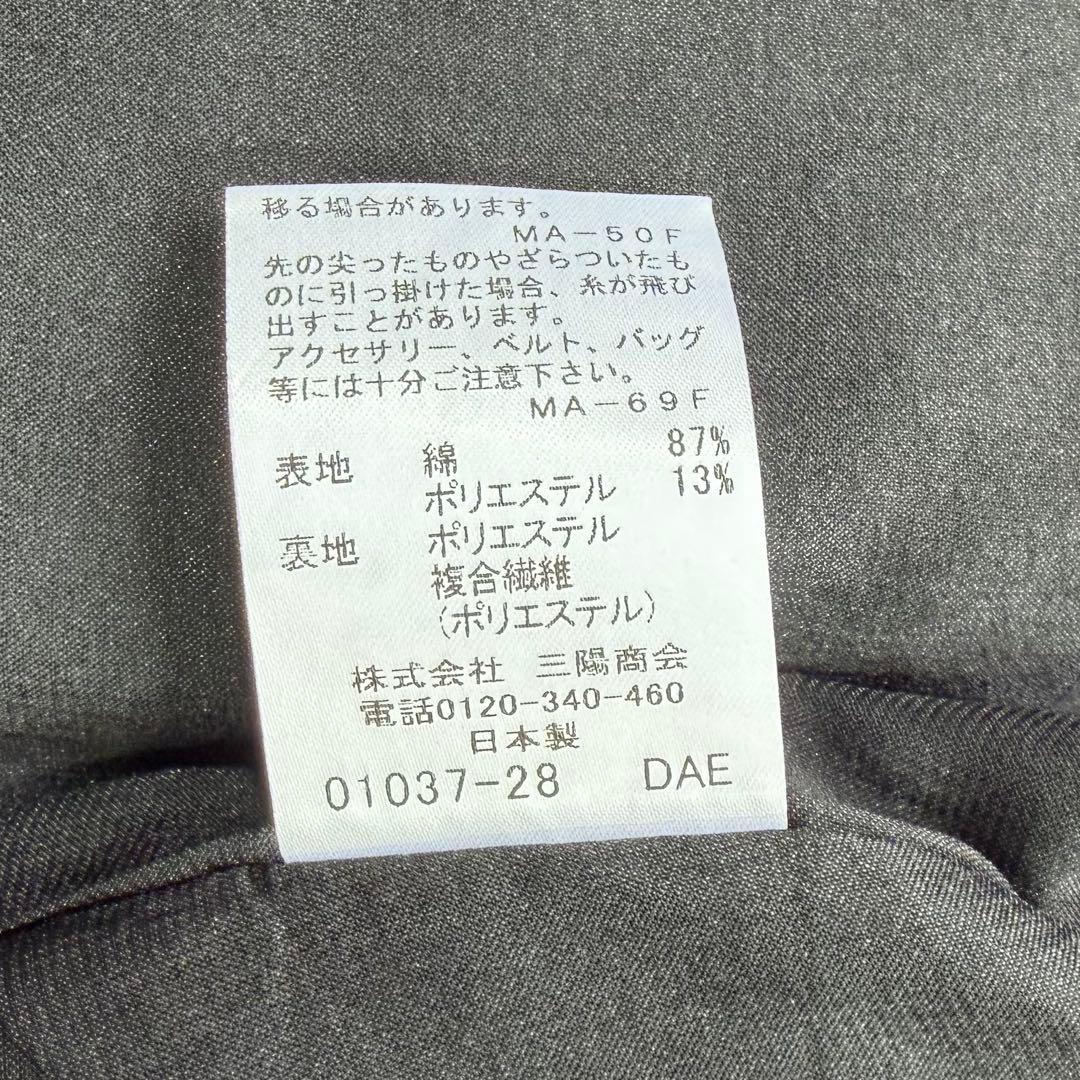 移る場合があります。
MA-50F
先の尖ったものやざらついたも
のに引っ掛けた場合、糸が飛び
出すことがあります。
アクセサリー、ベルト、バッグ
等には十分ご注意下さい。
MA-69F
表地 綿 87%
ポリエステル 13%
裏地 ポリエステル
複合繊維
(ポリエステル)
株式会社 三陽商会
電話0120-340-460
日本製
01037-28 DAE